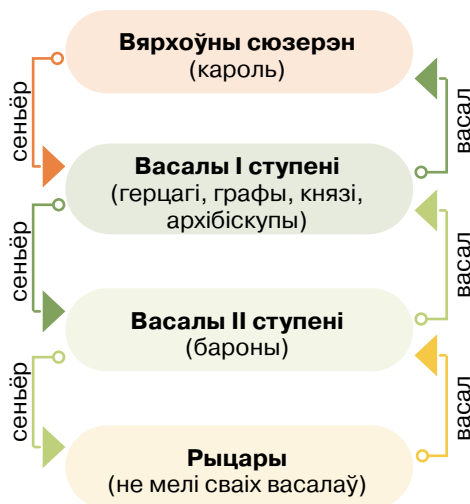 Вярхоўны сюзерэн
(кароль)
сеньёр
васал
Васалы I ступені
(герцагі, графы, князі,
архібіскупы)
сеньёр
васал
Васалы II ступені
(бароны)
сеньёр
васал
Рыцары
(не мелі сваіх васалаў)